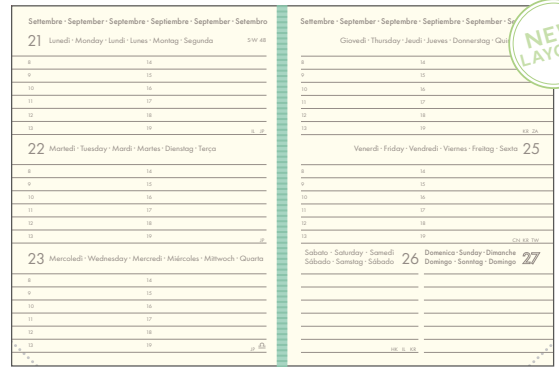 Settembre · September · Septembre · Septiembre · September · Setembro
21 Lunedì · Monday · Lundi · Lunes · Montag · Segunda
SW 48
8 14
9 15
10 16
11 17
12 18
13 19
IL JP
22 Martedì · Tuesday · Mardi · Martes · Dienstag · Terça
8 14
9 15
10 16
11 17
12 18
13 19
JP
23 Mercoledì · Wednesday · Mercredi · Miércoles · Mittwoch · Quarta
8 14
9 15
10 16
11 17
12 18
13 19
JP
Settembre · September · Septembre · Septiembre · September
Giovedì · Thursday · Jeudi · Jueves · Donnerstag
8 14
9 15
10 16
11 17
12 18
13 19
KR ZA
Venerdì · Friday · Vendredi · Viernes · Freitag · Sexta 25
8 14
9 15
10 16
11 17
12 18
13 19
CN KR TW
Sabato · Saturday · Samedi
Sábado · Samstag · Sábado 26
HK IL KR
Domenica · Sunday · Dimanche
Domingo · Sonntag · Domingo 27